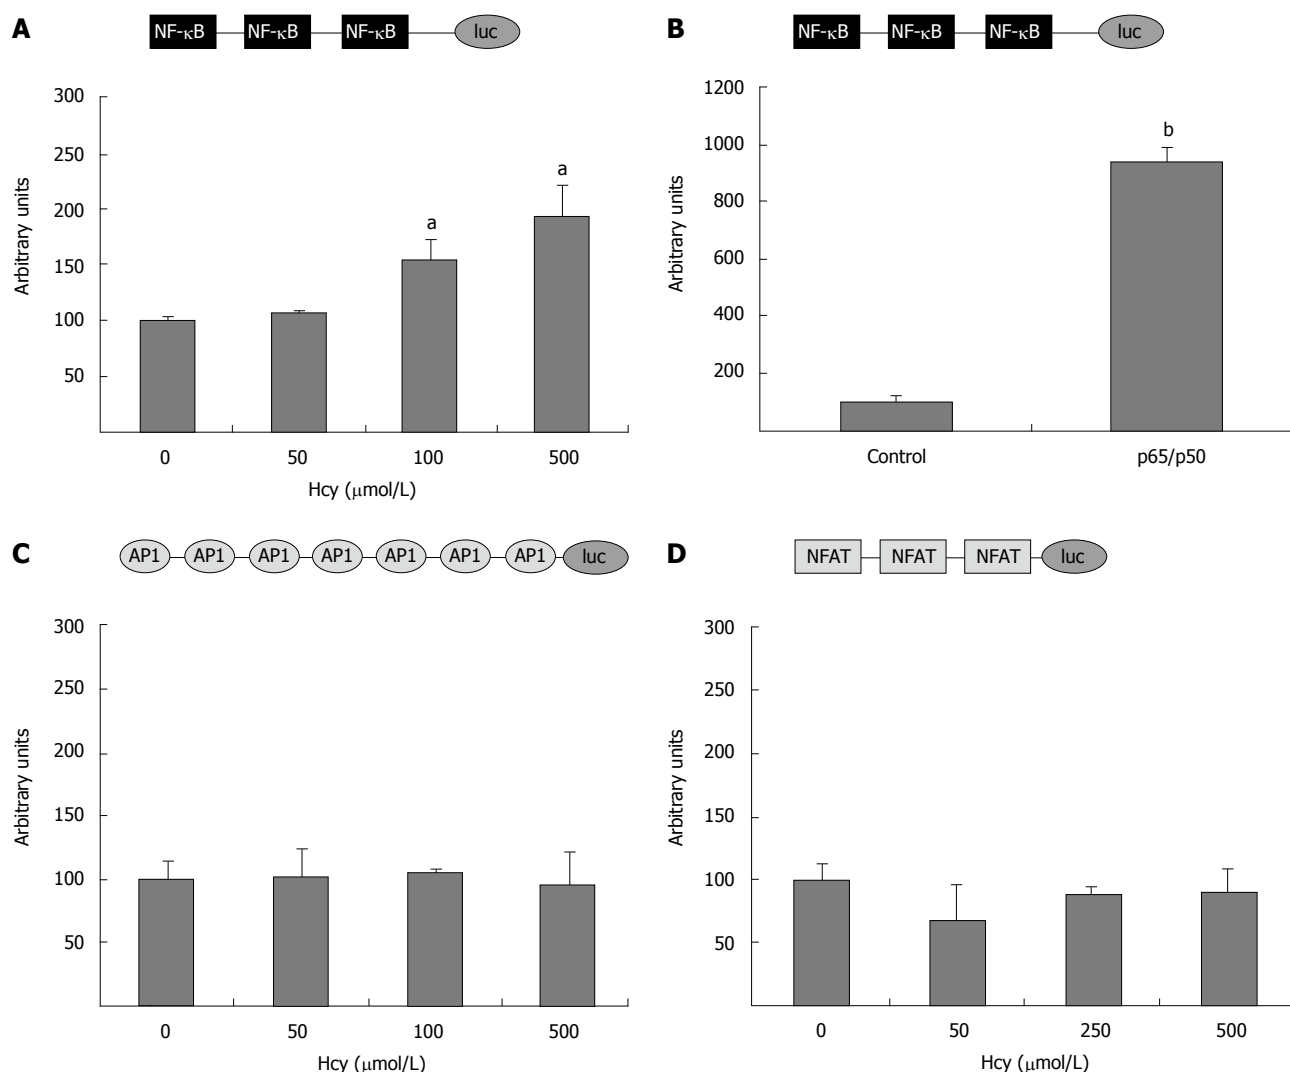 A
NF-κB NF-κB NF-κB luc
300
250
200
150
100
50
Arbitrary units
a
a
0 50 100 500
Hcy (μmol/L)
B
NF-κB NF-κB NF-κB luc
1200
1000
800
600
400
200
Arbitrary units
b
Control p65/p50
C
AP1 AP1 AP1 AP1 AP1 AP1 AP1 luc
300
250
200
150
100
50
Arbitrary units
0 50 100 500
Hcy (μmol/L)
D
NFAT NFAT NFAT luc
300
250
200
150
100
50
Arbitrary units
0 50 250 500
Hcy (μmol/L)